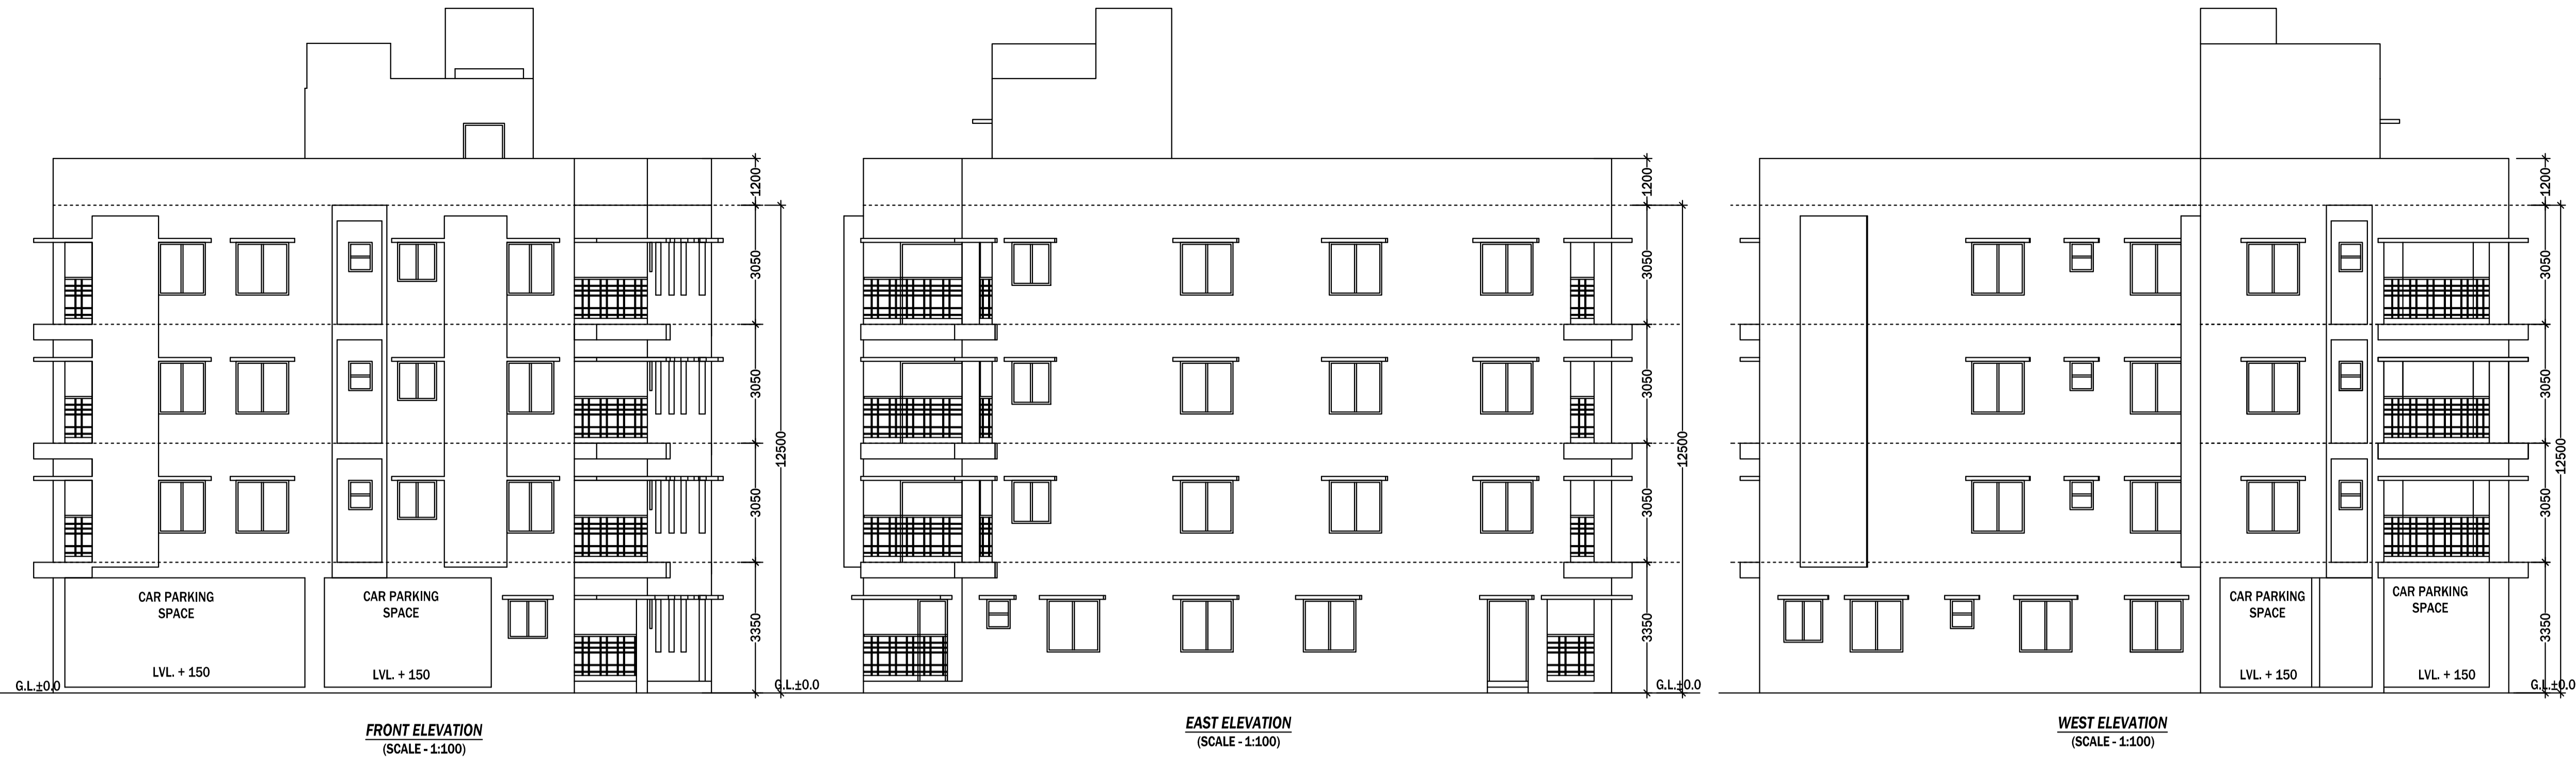 1200
3050
3050
12500
3050
CAR PARKING
SPACE
CAR PARKING
SPACE
3350
LVL. + 150
LVL. + 150
G.L.±0.0
FRONT ELEVATION
(SCALE - 1:100)
1200
3050
3050
12500
3050
3350
G.L.±0.0
G.L.±0.0
EAST ELEVATION
(SCALE - 1:100)
1200
3050
3050
12500
3050
CAR PARKING
SPACE
CAR PARKING
SPACE
3350
LVL. + 150
LVL. + 150
G.L.±0.0
WEST ELEVATION
(SCALE - 1:100)